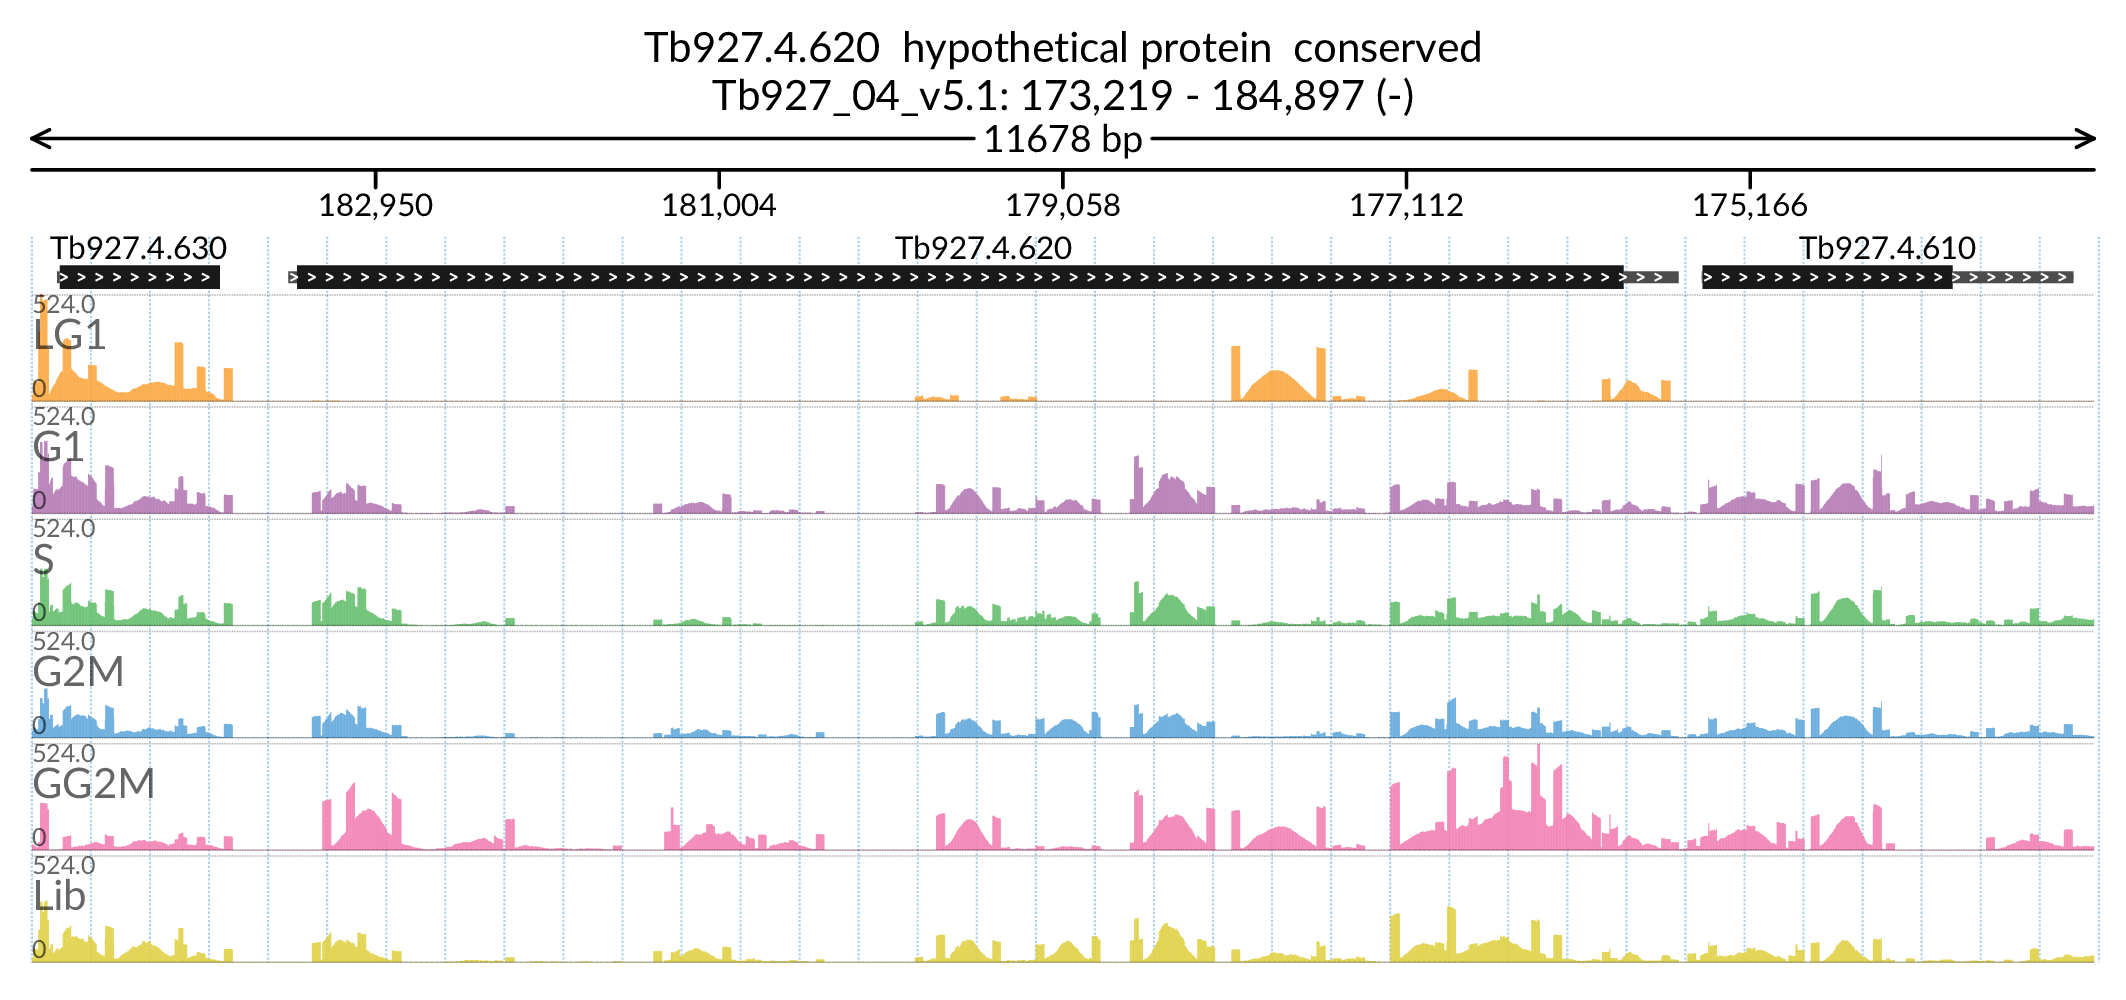 Tb927.4.620 hypothetical protein conserved
Tb927_04_v5.1: 173,219 - 184,897 (-)
11678 bp
182,950 181,004 179,058 177,112 175,166
Tb927.4.630 Tb927.4.620 Tb927.4.610
524.0
LG1
0
524.0
G1
0
524.0
S
0
524.0
G2M
0
524.0
GG2M
0
524.0
Lib
0